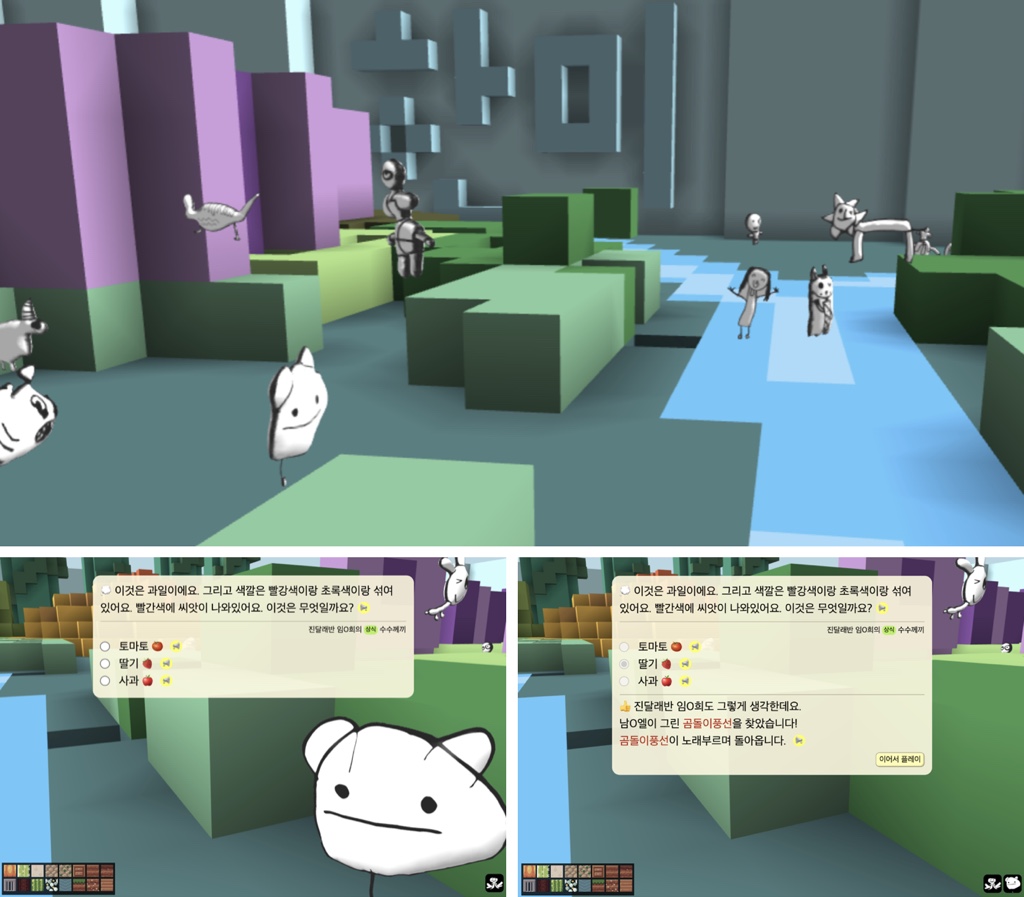 이것은 과일이에요. 그리고 색깔은 빨강색이랑 초록색이랑 섞여
있어요. 빨간색에 씨앗이 나와있어요. 이것은 무엇일까요?
진달래반 임O희의 상식 수수께끼
토마토
딸기
사과
이것은 과일이에요. 그리고 색깔은 빨강색이랑 초록색이랑 섞여
있어요. 빨간색에 씨앗이 나와있어요. 이것은 무엇일까요?
진달래반 임O희의 상식 수수께끼
토마토
딸기
사과
진달래반 임O희도 그렇게 생각한데요.
남O엘이 그린 곰돌이풍선을 찾았습니다!
곰돌이풍선이 노래부르며 돌아옵니다.
이어서 플레이